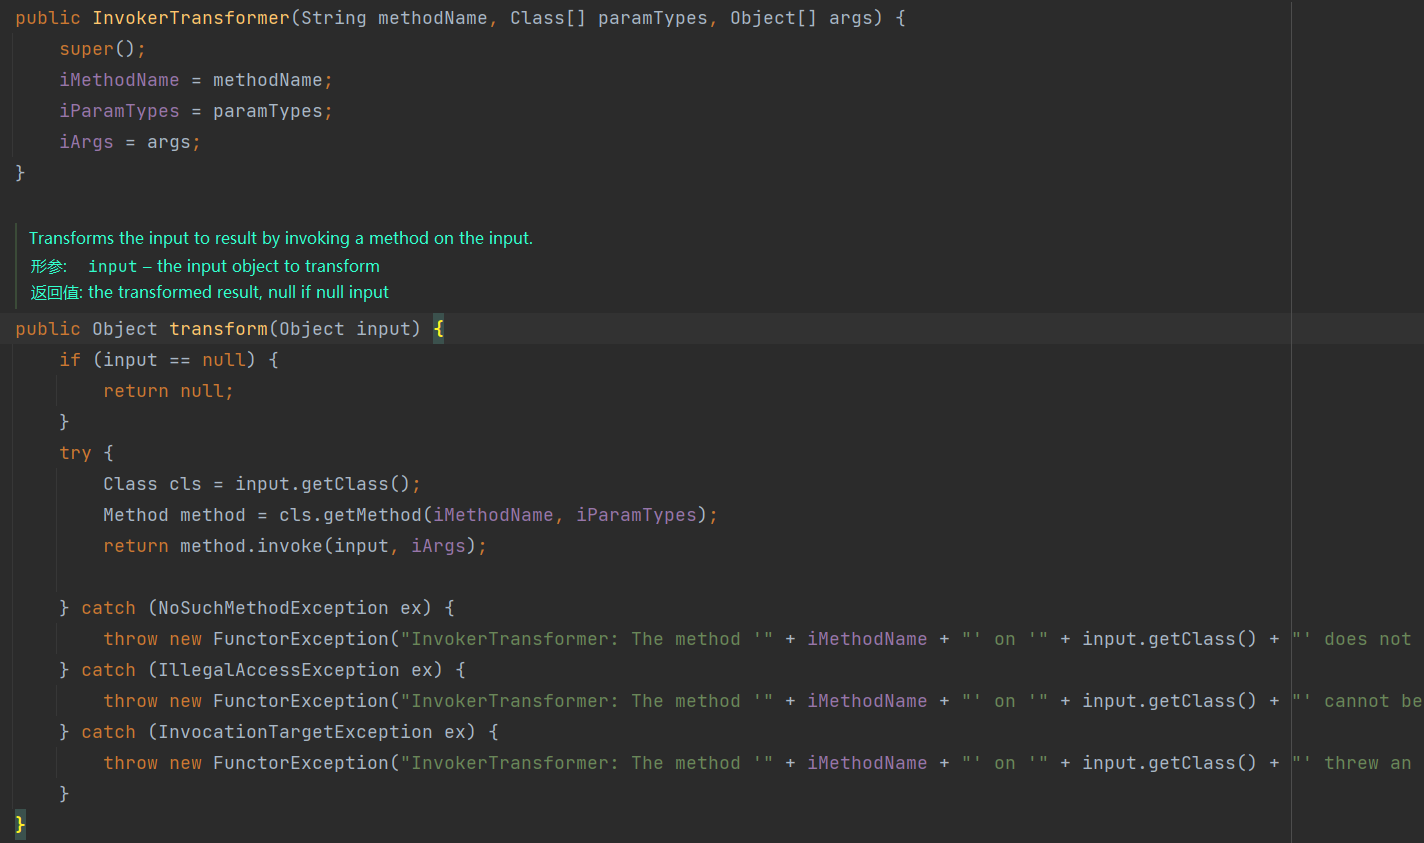 public InvokerTransformer(String methodName, Class[] paramTypes, Object[] args) {
    super();
    iMethodName = methodName;
    iParamTypes = paramTypes;
    iArgs = args;
}
Transforms the input to result by invoking a method on the input.
形参: input – the input object to transform
返回值: the transformed result, null if null input
public Object transform(Object input) {
    if (input == null) {
        return null;
    }
    try {
        Class cls = input.getClass();
        Method method = cls.getMethod(iMethodName, iParamTypes);
        return method.invoke(input, iArgs);
    } catch (NoSuchMethodException ex) {
        throw new FunctorException("InvokerTransformer: The method '" + iMethodName + "' on '" + input.getClass() + "' does not
    } catch (IllegalAccessException ex) {
        throw new FunctorException("InvokerTransformer: The method '" + iMethodName + "' on '" + input.getClass() + "' cannot be
    } catch (InvocationTargetException ex) {
        throw new FunctorException("InvokerTransformer: The method '" + iMethodName + "' on '" + input.getClass() + "' threw an
    }
}